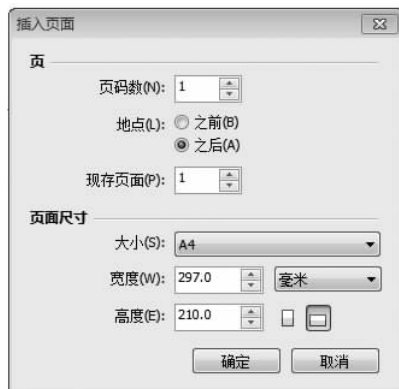 插入页面
页
页码数(N): 1
地点(L): 之前(B)
之后(A)
现存页面(P): 1
页面尺寸
大小(S): A4
宽度(W): 297.0 毫米
高度(E): 210.0
确定 取消